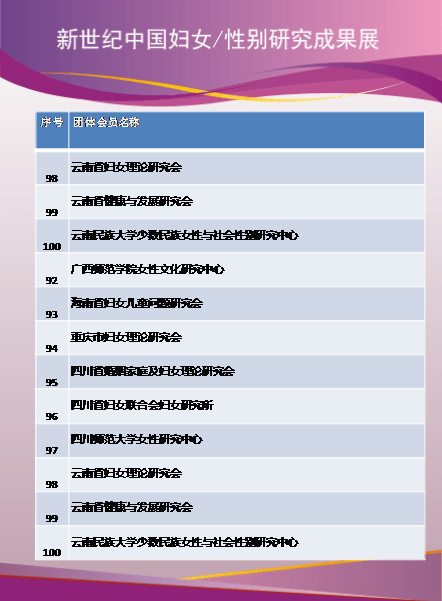 新世纪中国妇女/性别研究成果展
序号 团体会员名称
98 云南省妇女理论研究会
99 云南省健康与发展研究会
100 云南民族大学少数民族女性与社会性别研究中心
92 广西师范学院女性文化研究中心
93 海南省妇女儿童问题研究会
94 重庆市妇女理论研究会
95 四川省婚姻家庭及妇女理论研究会
96 四川省妇女联合会妇女研究所
97 四川师范大学女性研究中心
98 云南省妇女理论研究会
99 云南省健康与发展研究会
100 云南民族大学少数民族女性与社会性别研究中心